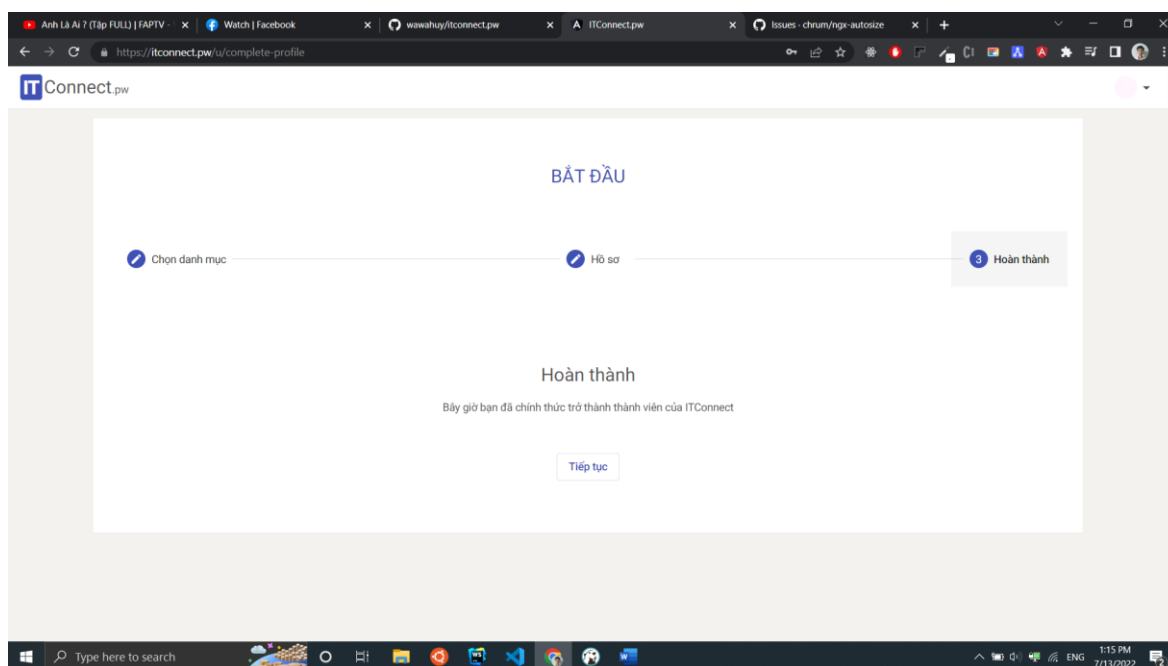 Anh Là Ai ? (Tập FULL) | FAPTV -
Watch | Facebook
wawahuy/itconnect.pw
ITConnect.pw
Issues · chrum/ngx-autosize
https://itconnect.pw/u/complete-profile
IT Connect.pw
BẮT ĐẦU
Chọn danh mục
Hồ sơ
3 Hoàn thành
Hoàn thành
Bây giờ bạn đã chính thức trở thành thành viên của ITConnect
Tiếp tục
Type here to search
ENG
1:15 PM
7/13/2022